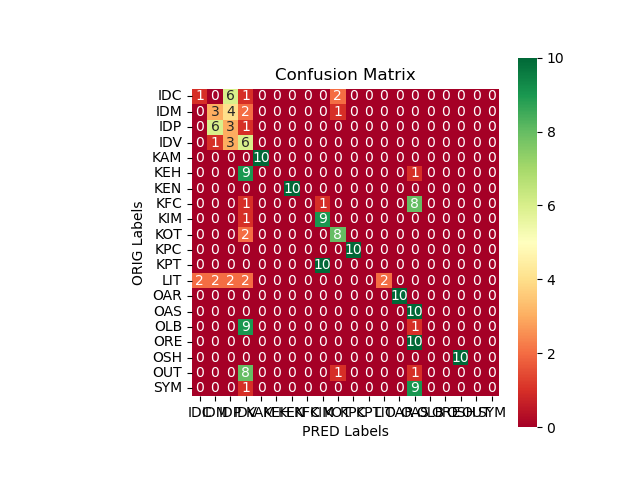 Confusion Matrix
IDC 1 0 6 1 0 0 0 0 0 2 0 0 0 0 0 0 0 0 0 0
IDM 0 3 4 2 0 0 0 0 0 1 0 0 0 0 0 0 0 0 0 0
IDP 0 6 3 1 0 0 0 0 0 0 0 0 0 0 0 0 0 0 0 0
IDV 0 1 3 6 0 0 0 0 0 0 0 0 0 0 0 0 0 0 0 0
KAM 0 0 0 0 10 0 0 0 0 0 0 0 0 0 0 0 0 0 0 0
KEH 0 0 0 9 0 0 0 0 0 0 0 0 0 0 1 0 0 0 0 0
KEN 0 0 0 0 0 0 10 0 0 0 0 0 0 0 0 0 0 0 0 0
KFC 0 0 0 1 0 0 0 0 1 0 0 0 0 0 8 0 0 0 0 0
KIM 0 0 0 1 0 0 0 0 9 0 0 0 0 0 0 0 0 0 0 0
KOT 0 0 0 2 0 0 0 0 0 8 0 0 0 0 0 0 0 0 0 0
KPC 0 0 0 0 0 0 0 0 0 0 10 0 0 0 0 0 0 0 0 0
KPT 0 0 0 0 0 0 0 0 10 0 0 0 0 0 0 0 0 0 0 0
LIT 2 2 2 2 0 0 0 0 0 0 0 0 2 0 0 0 0 0 0 0
OAR 0 0 0 0 0 0 0 0 0 0 0 0 0 10 0 0 0 0 0 0
OAS 0 0 0 0 0 0 0 0 0 0 0 0 0 0 10 0 0 0 0 0
OLB 0 0 0 9 0 0 0 0 0 0 0 0 0 0 1 0 0 0 0 0
ORE 0 0 0 0 0 0 0 0 0 0 0 0 0 0 10 0 0 0 0 0
OSH 0 0 0 0 0 0 0 0 0 0 0 0 0 0 0 0 0 10 0 0
OUT 0 0 0 8 0 0 0 0 0 1 0 0 0 0 1 0 0 0 0 0
SYM 0 0 0 1 0 0 0 0 0 0 0 0 0 0 9 0 0 0 0 0
ORIG Labels
PRED Labels
10
8
6
4
2
0